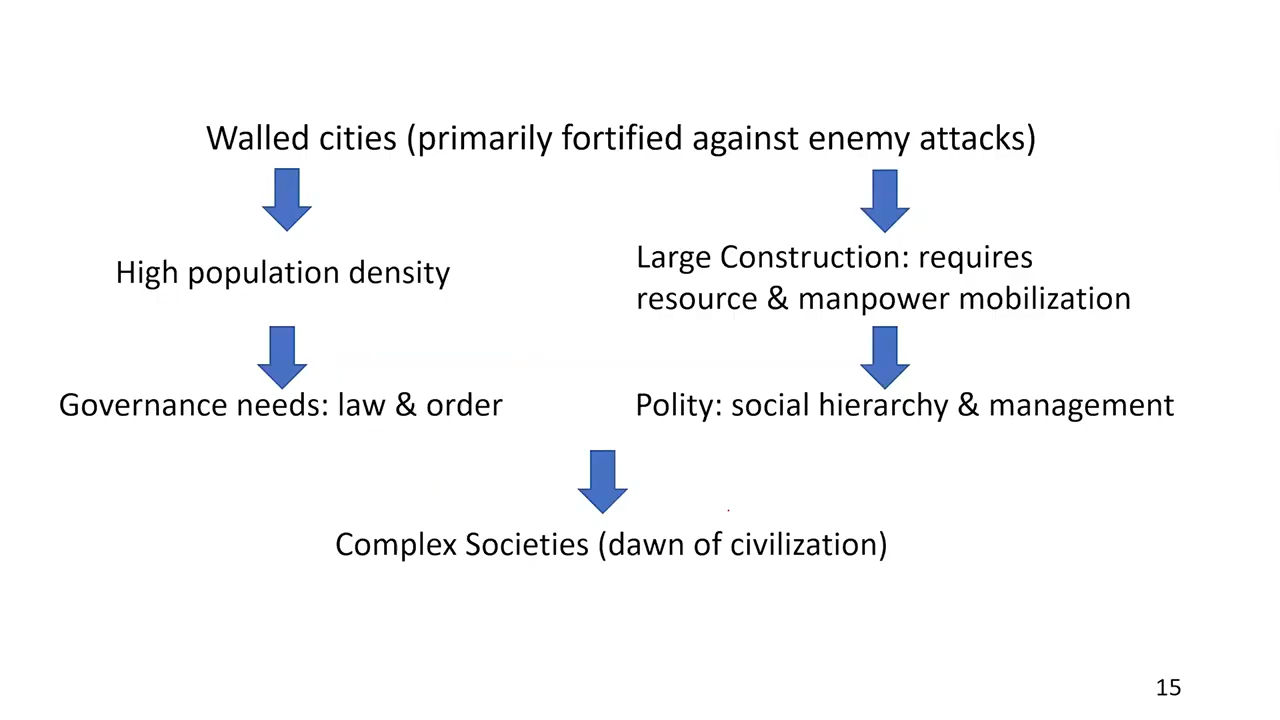 Walled cities (primarily fortified against enemy attacks)
High population density
Large Construction: requires
resource & manpower mobilization
Governance needs: law & order
Polity: social hierarchy & management
Complex Societies (dawn of civilization)
15